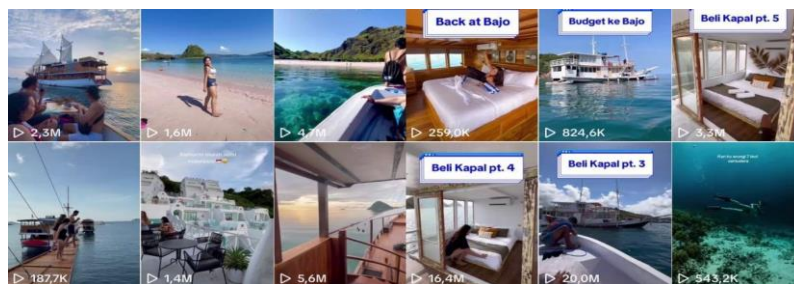 Back at Bajo
Budget ke Bajo
Beli Kapal pt. 5
2,3M
1,6M
4,7M
259,0K
824,6K
3,3M
Beli Kapal pt. 4
Beli Kapal pt. 3
187,7K
1,4M
5,6M
16,4M
20,0M
543,2K